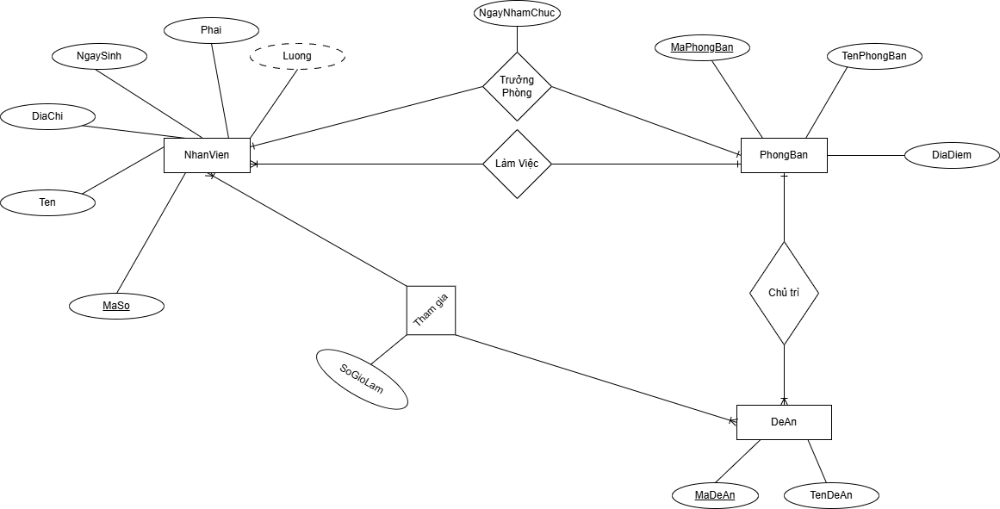 NgayNhamChuc
Phai
NgaySinh
Luong
MaPhongBan
TenPhongBan
Trưởng
Phòng
DiaChi
NhanVien
Làm Việc
PhongBan
DiaDiem
Ten
MaSo
Tham gia
Chủ trì
SoGioLam
DeAn
MaDeAn
TenDeAn